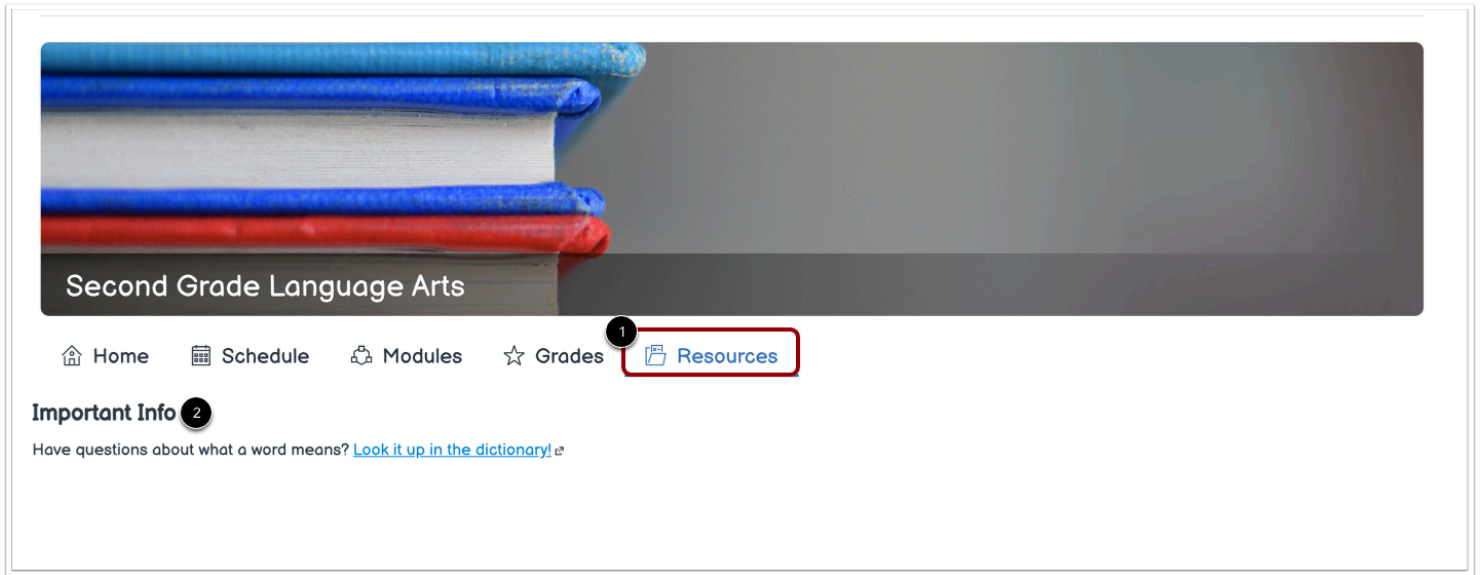 Second Grade Language Arts
1
Home Schedule Modules Grades Resources
Important Info 2
Have questions about what a word means? Look it up in the dictionary!